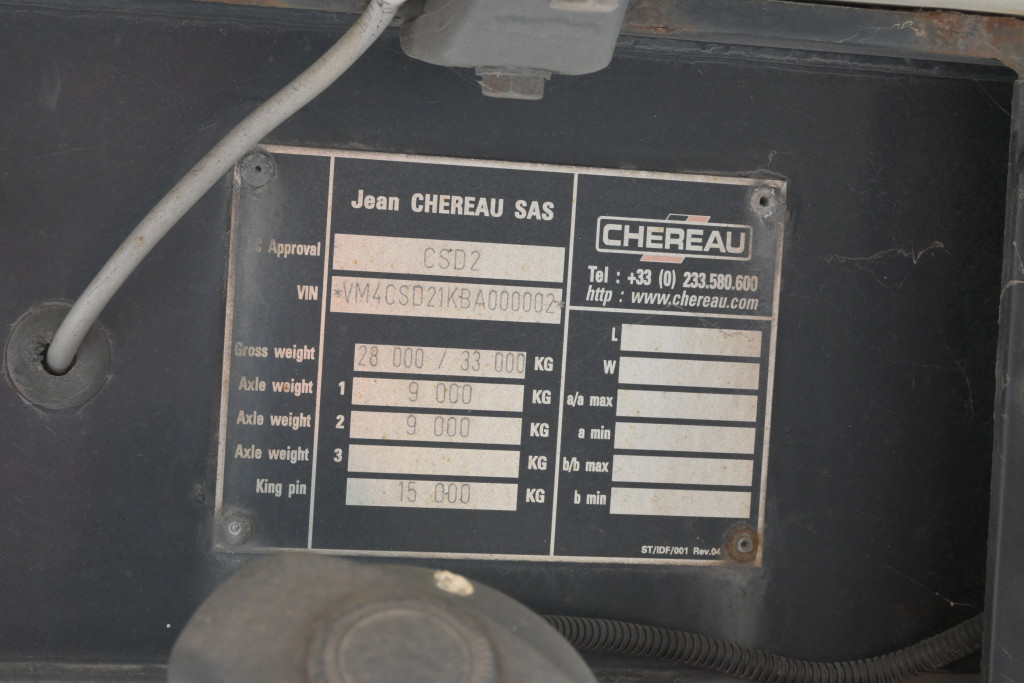 Jean CHEREAU SAS
C Approval CSD2
VIN *VM4CSD21KBA000002*
Gross weight 28 000 / 33 000 KG
Axle weight 1 9 000 KG
Axle weight 2 9 000 KG
Axle weight 3 KG
King pin 15 000 KG
CHEREAU
Tel : +33 (0) 233.580.600
http : www.chereau.com
L
W
a/a max
a min
b/b max
b min
ST/IDF/001 Rev.04